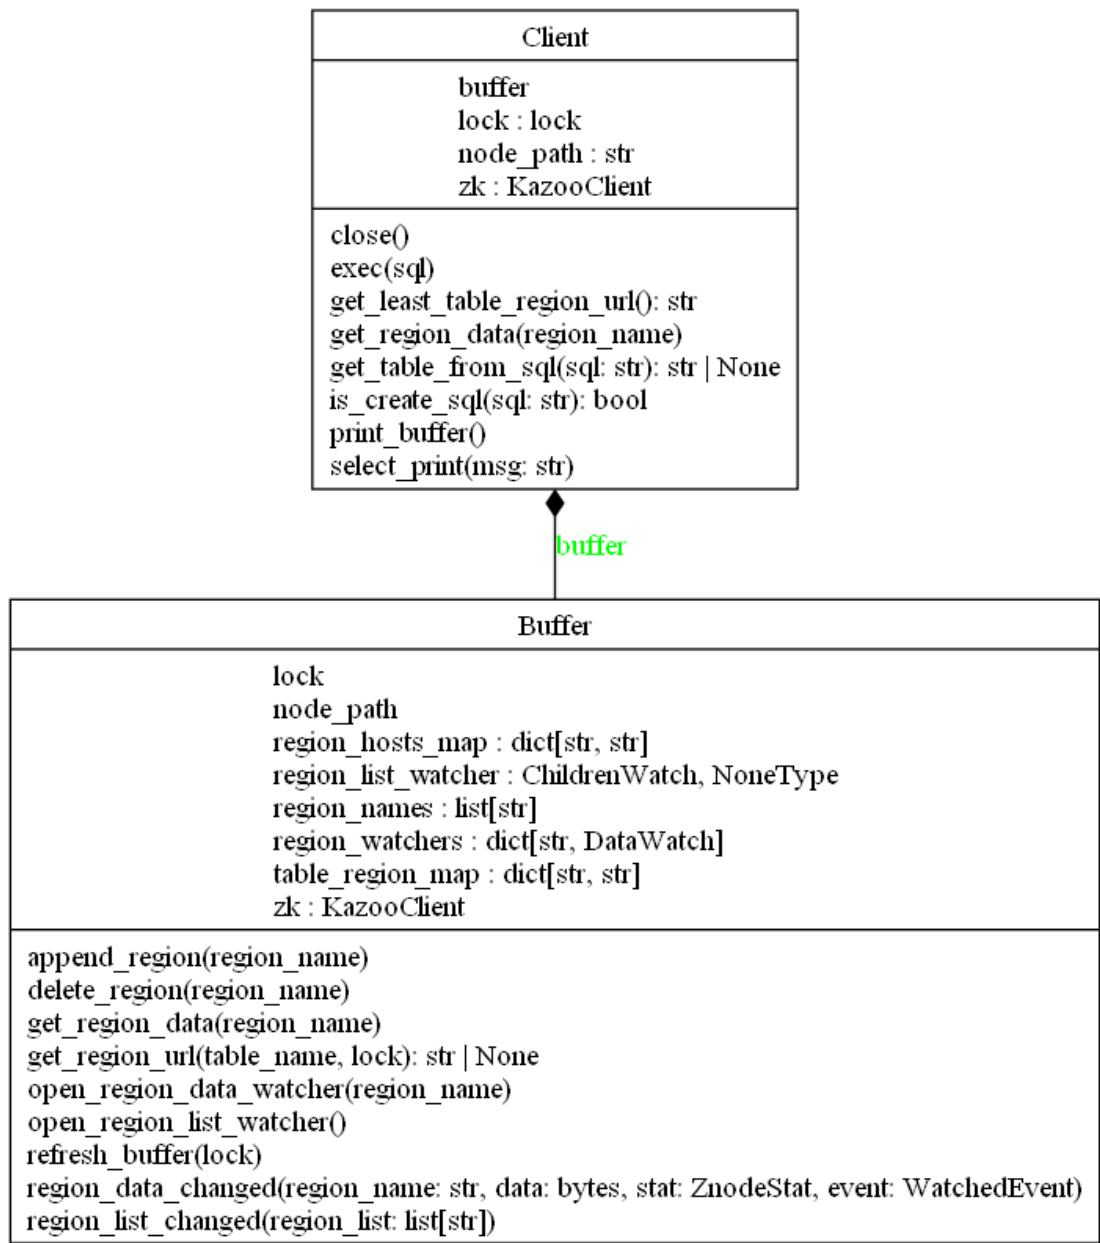 Client
buffer
lock : lock
node_path : str
zk : KazooClient
close()
exec(sql)
get_least_table_region_url(): str
get_region_data(region_name)
get_table_from_sql(sql: str): str | None
is_create_sql(sql: str): bool
print_buffer()
select_print(msg: str)
buffer
Buffer
lock
node_path
region_hosts_map : dict[str, str]
region_list_watcher : ChildrenWatch, NoneType
region_names : list[str]
region_watchers : dict[str, DataWatch]
table_region_map : dict[str, str]
zk : KazooClient
append_region(region_name)
delete_region(region_name)
get_region_data(region_name)
get_region_url(table_name, lock): str | None
open_region_data_watcher(region_name)
open_region_list_watcher()
refresh_buffer(lock)
region_data_changed(region_name: str, data: bytes, stat: ZnodeStat, event: WatchedEvent)
region_list_changed(region_list: list[str])